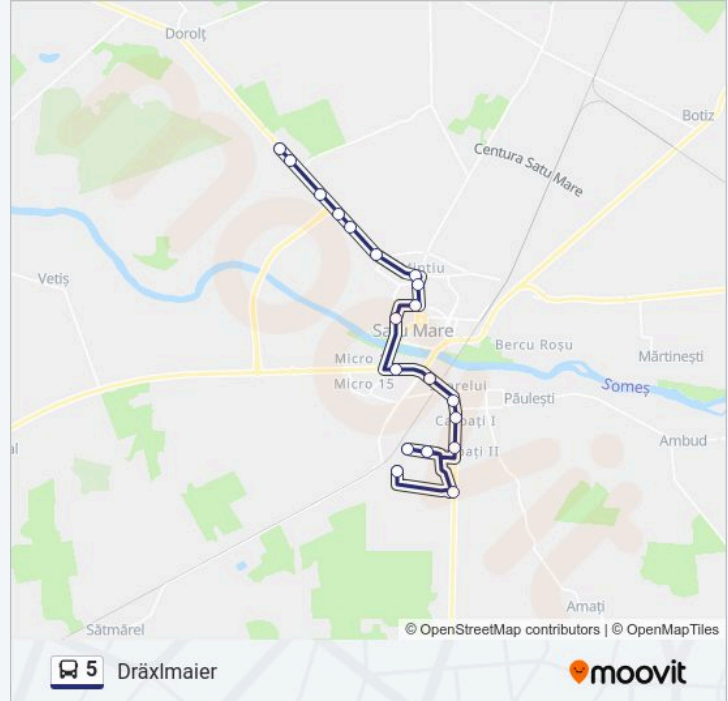 Dorolț
Botiz
Centura Satu Mare
Vetiș
Satu Mare
Bercu Roșu
Micro
Mărtinești
Micro 15
Someș
Păulești
Ambud
Amați
Sătmărel
© OpenStreetMap contributors | © OpenMapTiles
5 Dräxlmaier
moovit